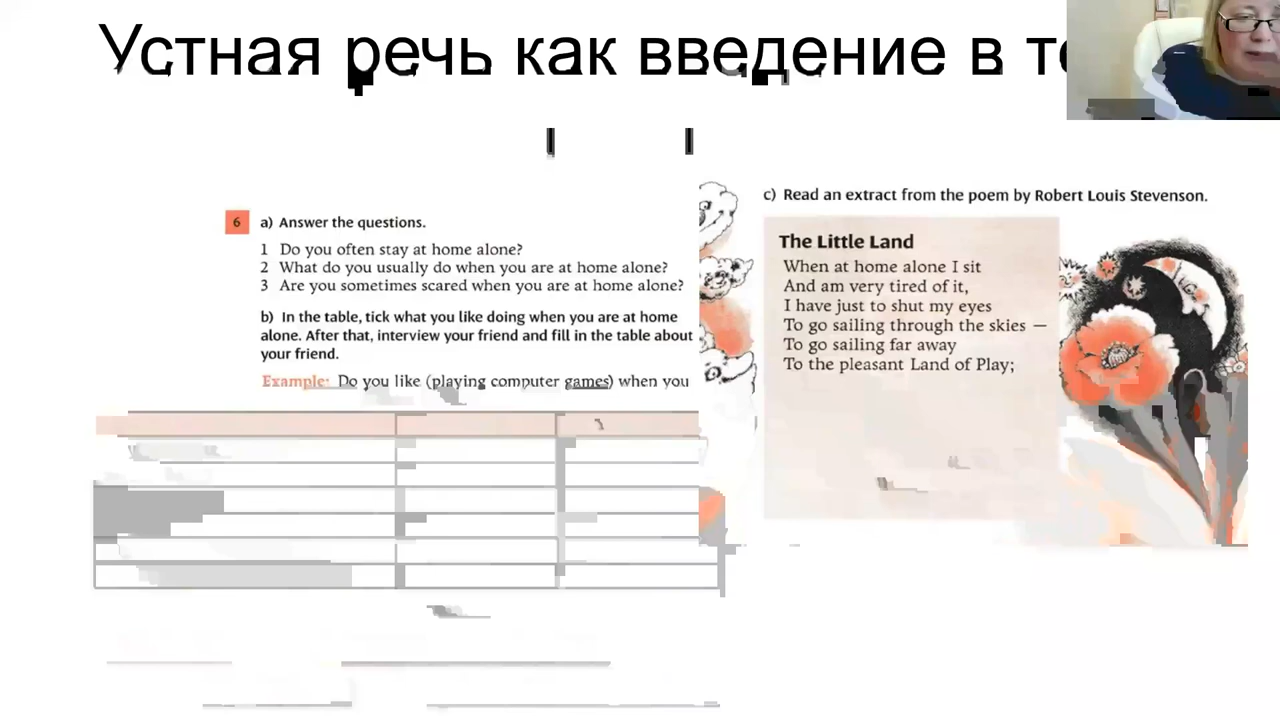 Устная речь как введение в
6 a) Answer the questions.
1 Do you often stay at home alone?
2 What do you usually do when you are at home alone?
3 Are you sometimes scared when you are at home alone?
b) In the table, tick what you like doing when you are at home
alone. After that, interview your friend and fill in the table about
your friend.
Example: Do you like (playing computer games) when you
c) Read an extract from the poem by Robert Louis Stevenson.
The Little Land
When at home alone I sit
And am very tired of it,
I have just to shut my eyes
To go sailing through the skies —
To go sailing far away
To the pleasant Land of Play;